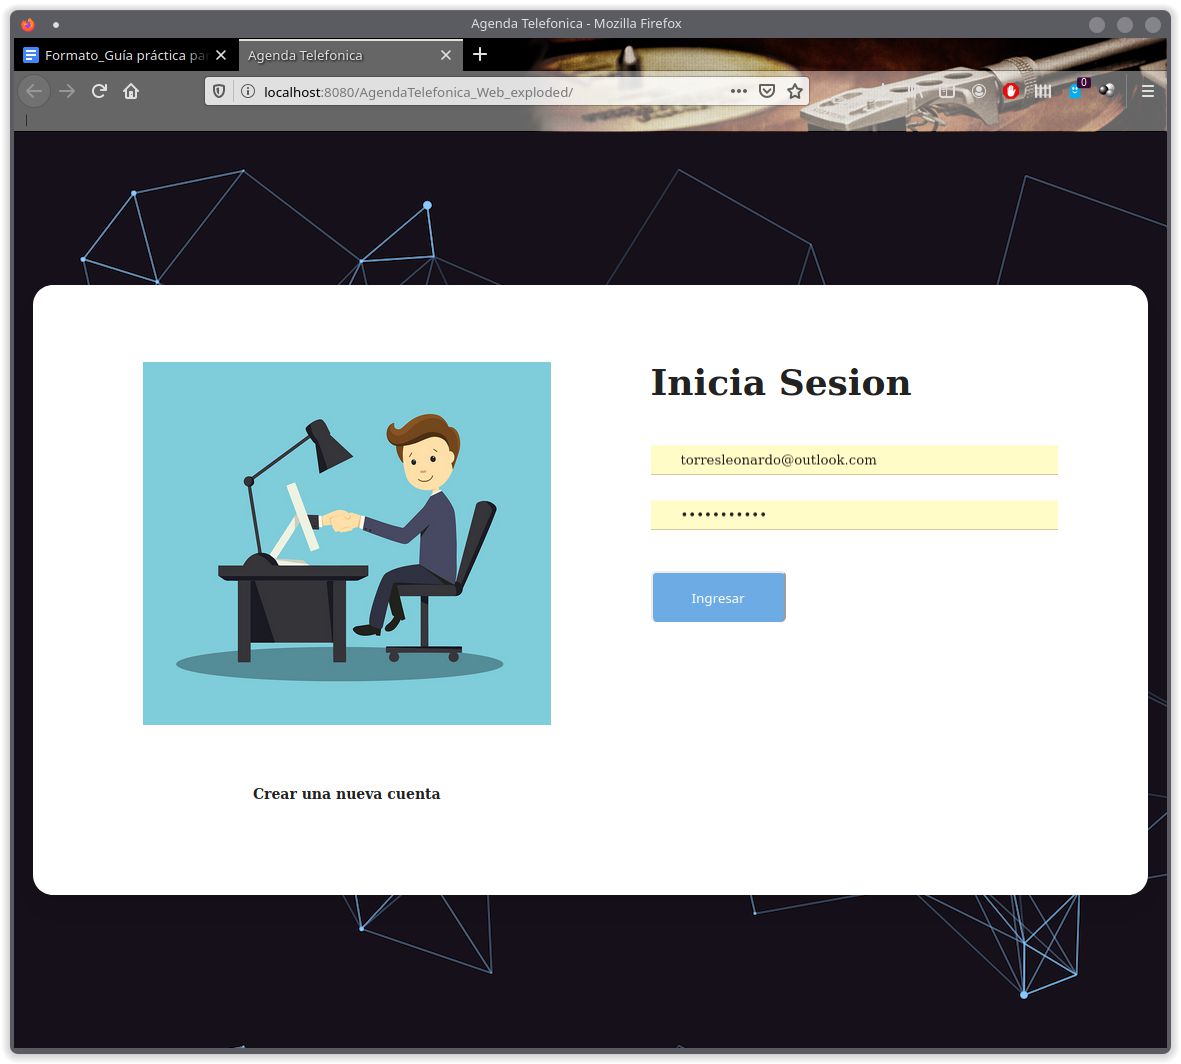 Agenda Telefonica - Mozilla Firefox
Formato_Guía práctica pa
Agenda Telefonica
localhost:8080/AgendaTelefonica_Web_exploded/
0
Inicia Sesion
torresleonardo@outlook.com
•••••••••••
Ingresar
Crear una nueva cuenta